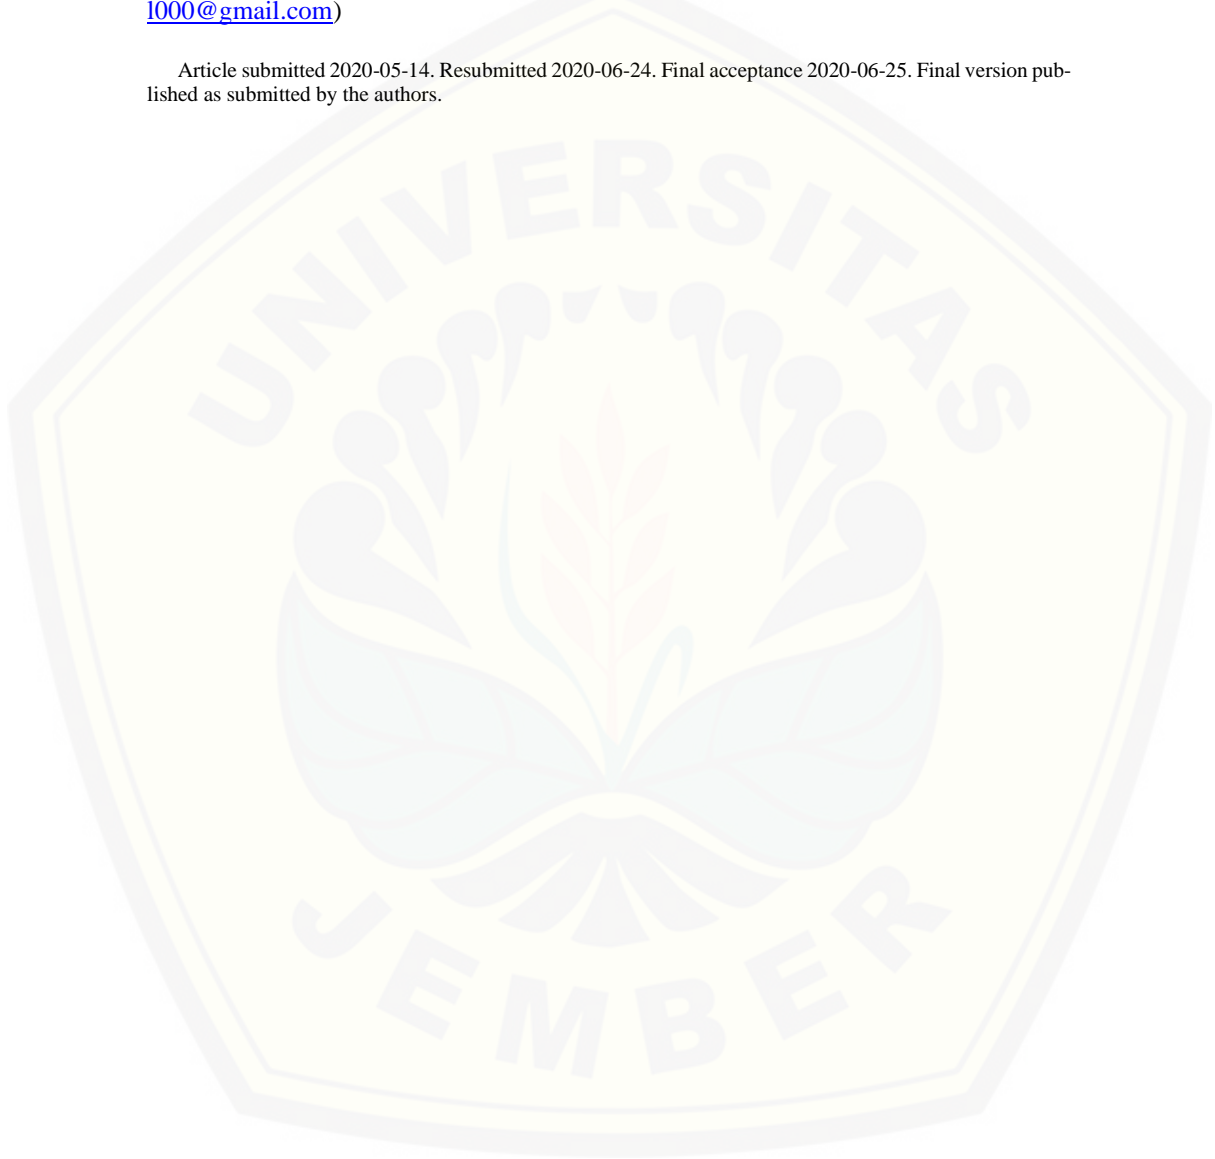 l000@gmail.com)
Article submitted 2020-05-14. Resubmitted 2020-06-24. Final acceptance 2020-06-25. Final version pub-
lished as submitted by the authors.
UNIVERSITAS
JEMBER